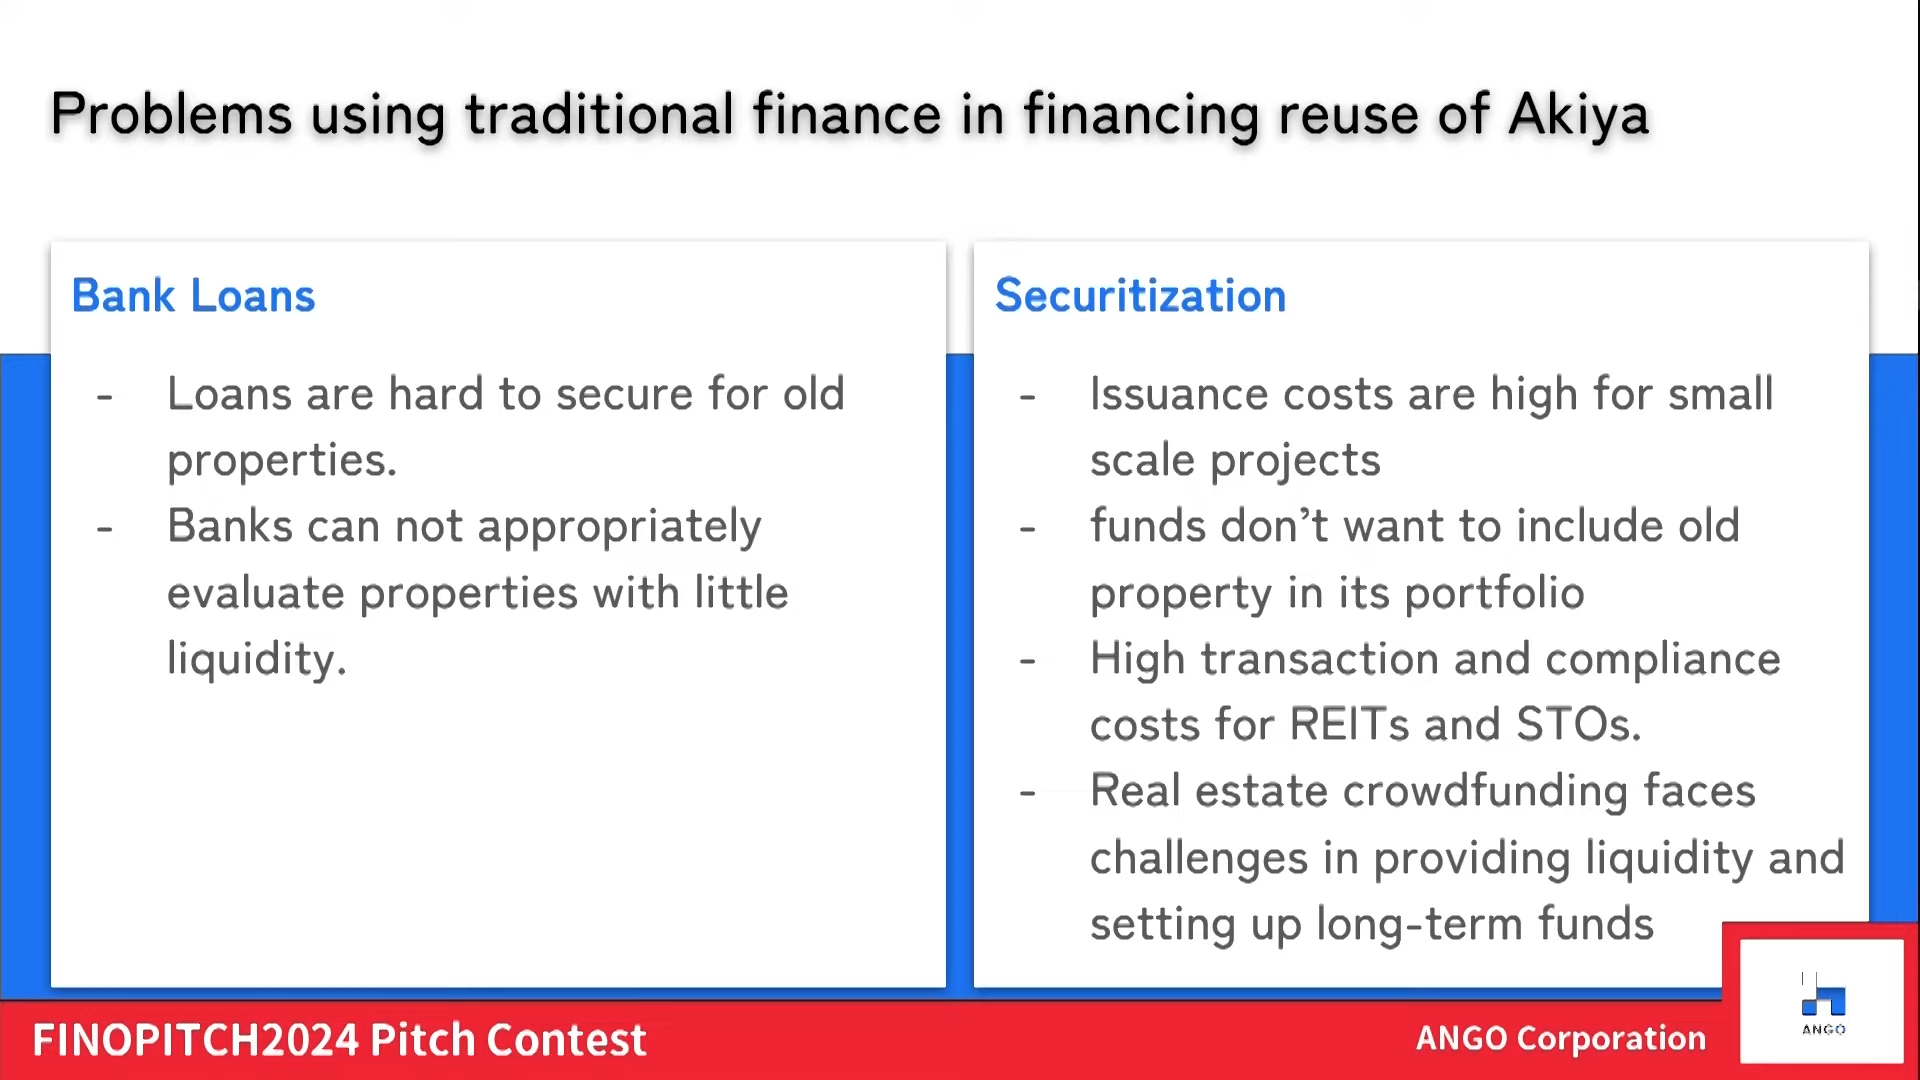 Problems using traditional finance in financing reuse of Akiya
Bank Loans
- Loans are hard to secure for old
properties.
- Banks can not appropriately
evaluate properties with little
liquidity.
Securitization
- Issuance costs are high for small
scale projects
- funds don’t want to include old
property in its portfolio
- High transaction and compliance
costs for REITs and STOs.
- Real estate crowdfunding faces
challenges in providing liquidity and
setting up long-term funds
FINOPITCH2024 Pitch Contest
ANGO Corporation
ANGO